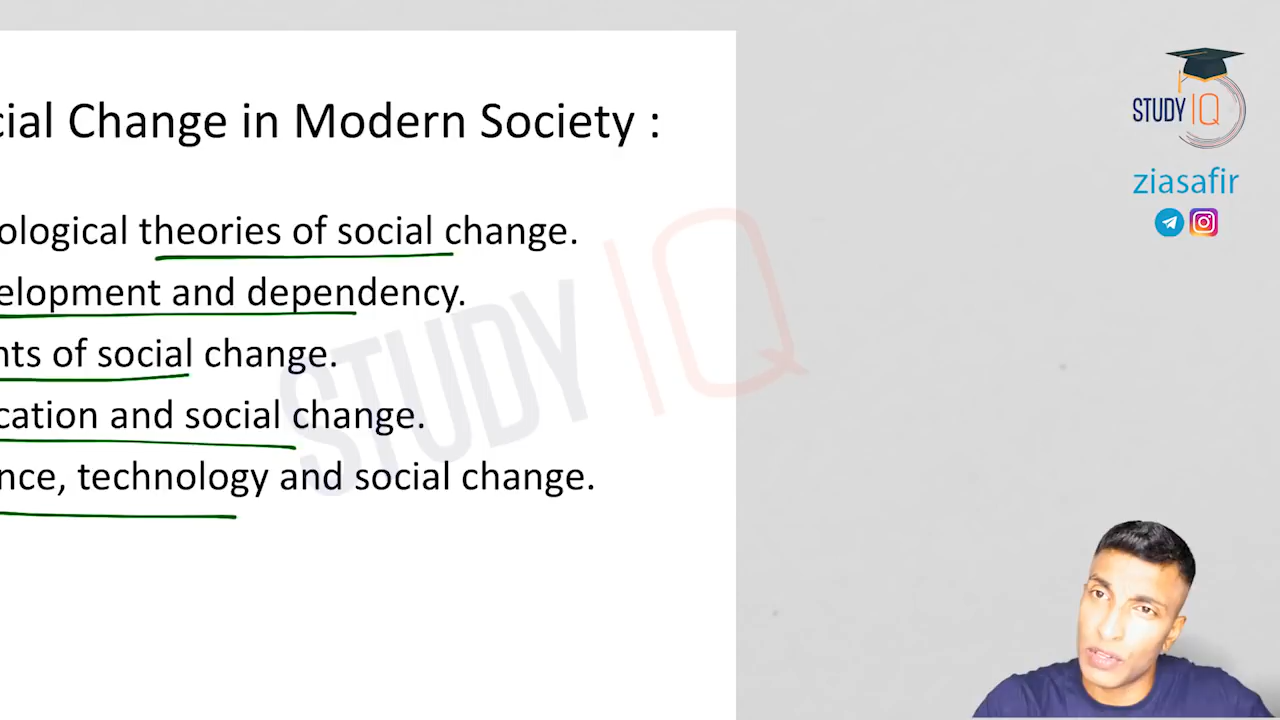 cial Change in Modern Society :
ological theories of social change.
elopment and dependency.
nts of social change.
cation and social change.
nce, technology and social change.
STUDY IQ
STUDY IQ
ziasafir